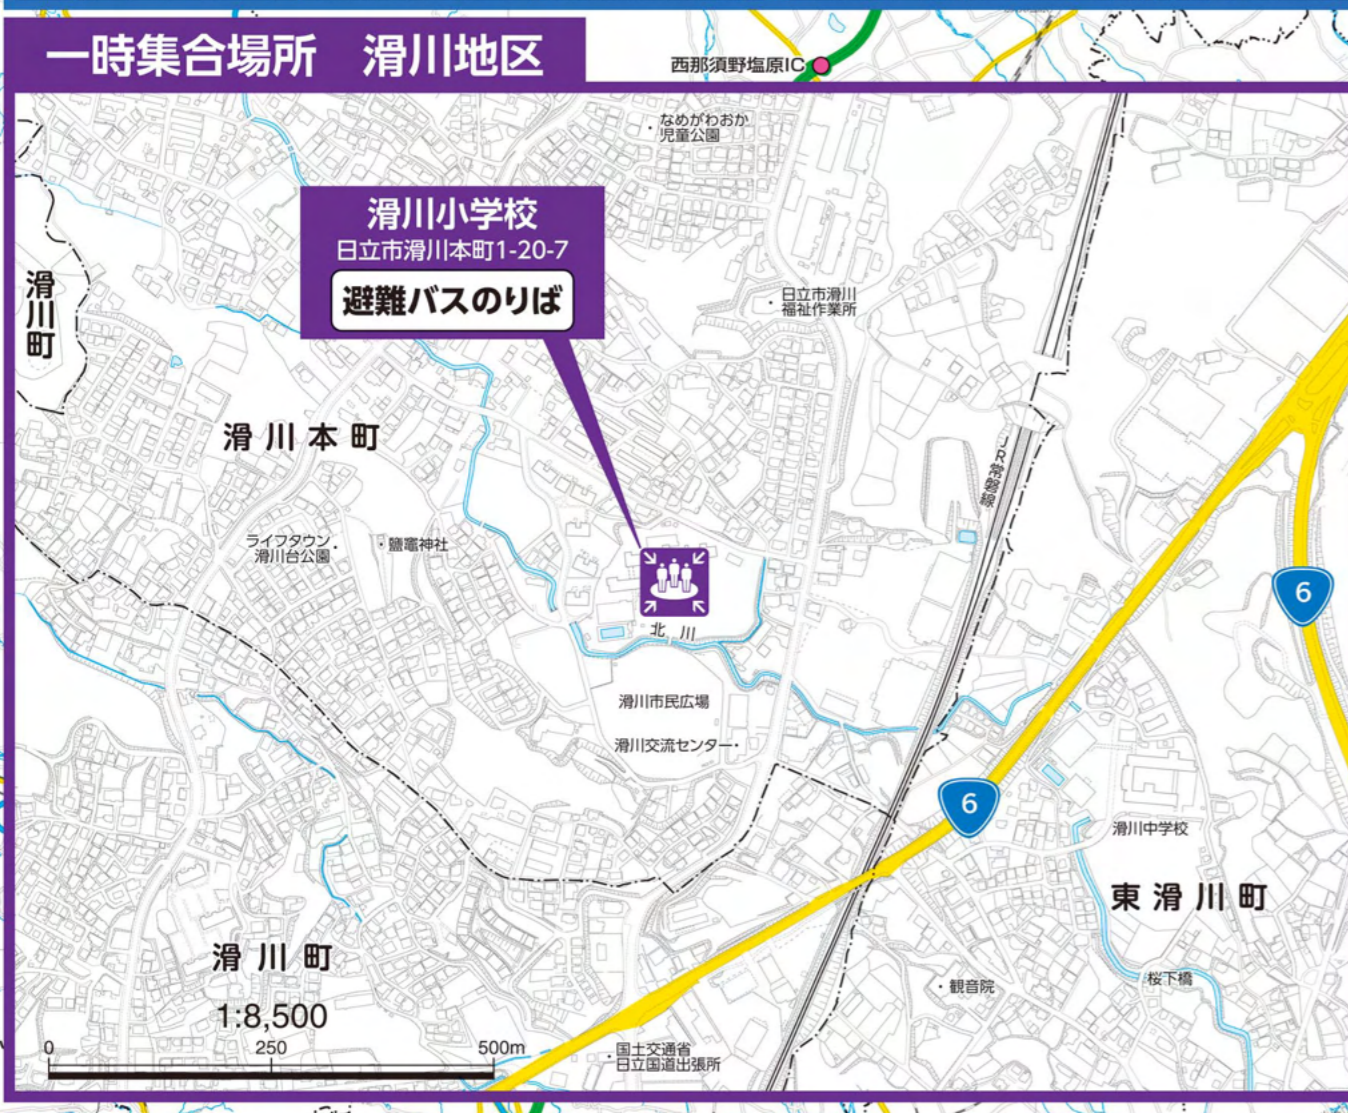 一時集合場所　滑川地区
西那須野塩原IC
なめがわおか
児童公園
滑川小学校
日立市滑川本町1-20-7
避難バスのりば
滑川町
日立市滑川
福祉作業所
滑川本町
JR常磐線
ライフタウン
滑川台公園
鹽竈神社
6
北川
滑川市民広場
滑川交流センター
6
滑川中学校
東滑川町
滑川町
観音院
桜下橋
1:8,500
0 250 500m
国土交通省
日立国道出張所